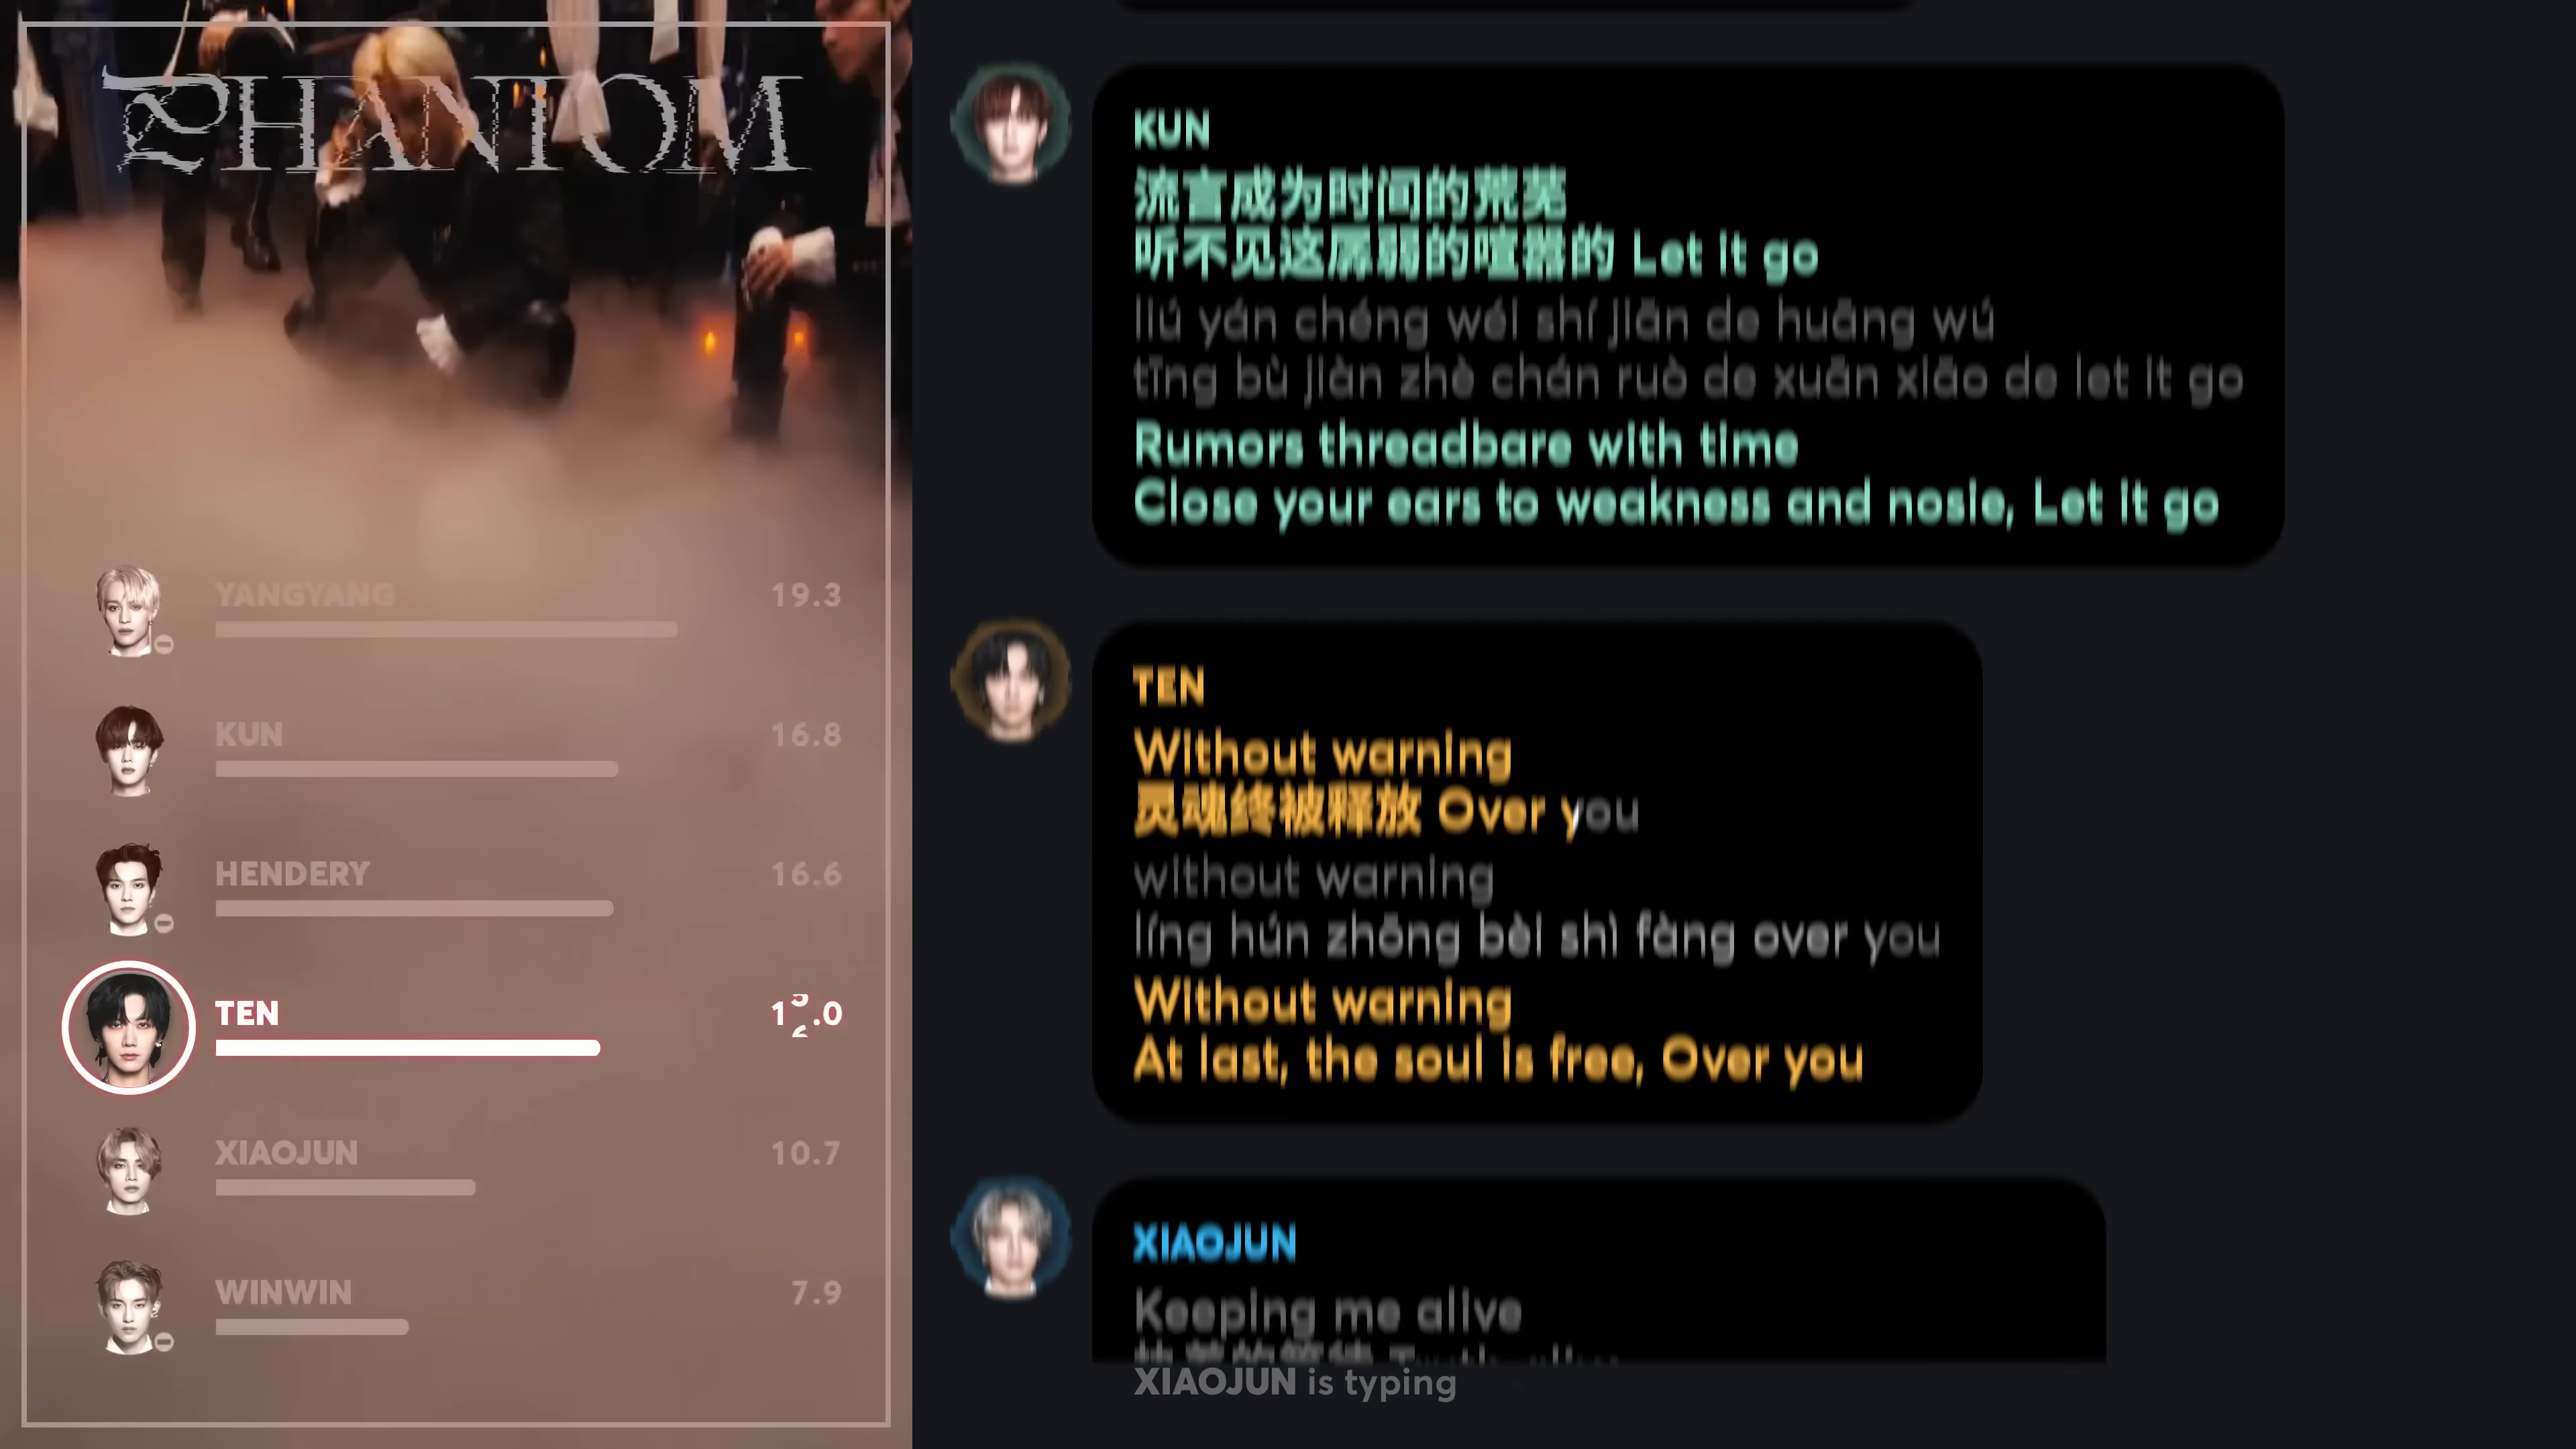 PHANTOM
YANGYANG 19.3
KUN 16.8
HENDERY 16.6
TEN
XIAOJUN 10.7
WINWIN 7.9
KUN
流言成为时间的荒芜
听不见这孱弱的喧嚣的 Let it go
liú yán chéng wéi shí jiān de huāng wú
tīng bù jiàn zhè chán ruò de xuān xiāo de let it go
Rumors threadbare with time
Close your ears to weakness and nosie, Let it go
TEN
Without warning
灵魂终被释放 Over you
without warning
líng hún zhōng bèi shì fàng over you
Without warning
At last, the soul is free, Over you
XIAOJUN
Keeping me alive
XIAOJUN is typing